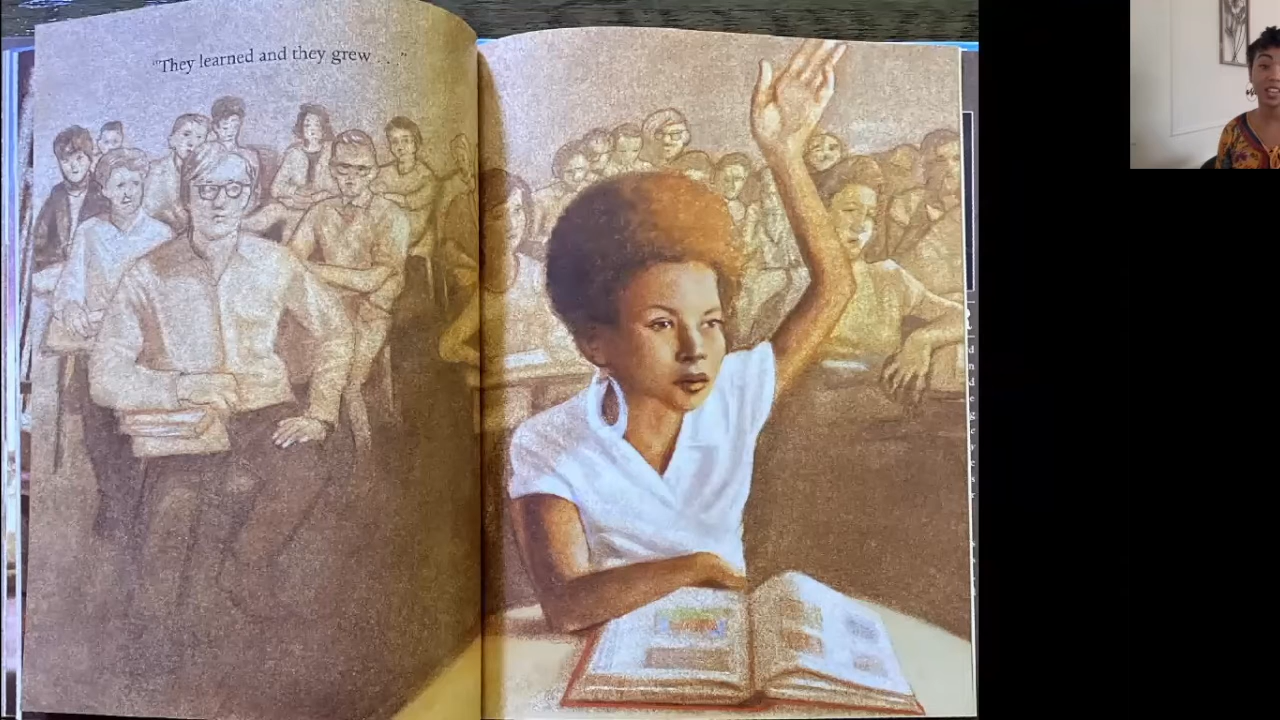 "They learned and they grew . . ."